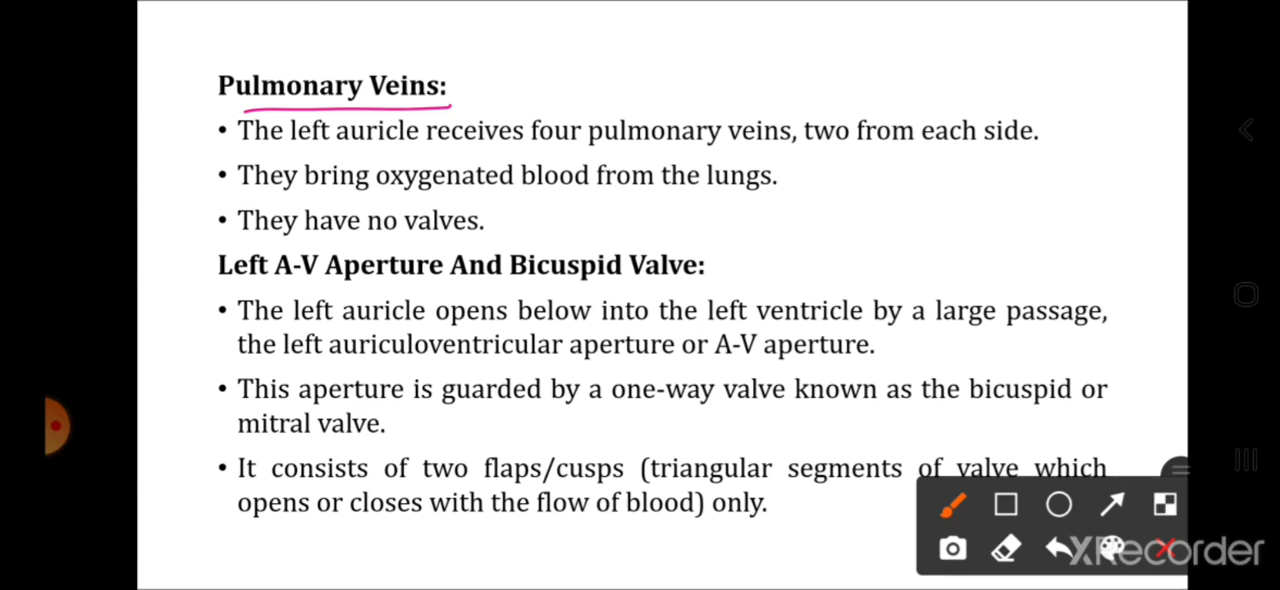 Pulmonary Veins:
• The left auricle receives four pulmonary veins, two from each side.
• They bring oxygenated blood from the lungs.
• They have no valves.
Left A-V Aperture And Bicuspid Valve:
• The left auricle opens below into the left ventricle by a large passage,
the left auriculoventricular aperture or A-V aperture.
• This aperture is guarded by a one-way valve known as the bicuspid or
mitral valve.
• It consists of two flaps/cusps (triangular segments of valve which
opens or closes with the flow of blood) only.
XRecorder